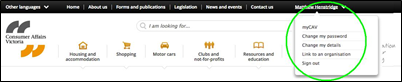 Other languages
Home
About us
Forms and publications
Legislation
News and events
Contact us
Matthew Henstridge
Consumer Affairs
Victoria
I am looking for...
myCAV
Change my password
Change my details
Link to an organisation
Sign out
Housing and
accommodation
Shopping
Motor cars
Clubs and
not-for-profits
Resources and
education